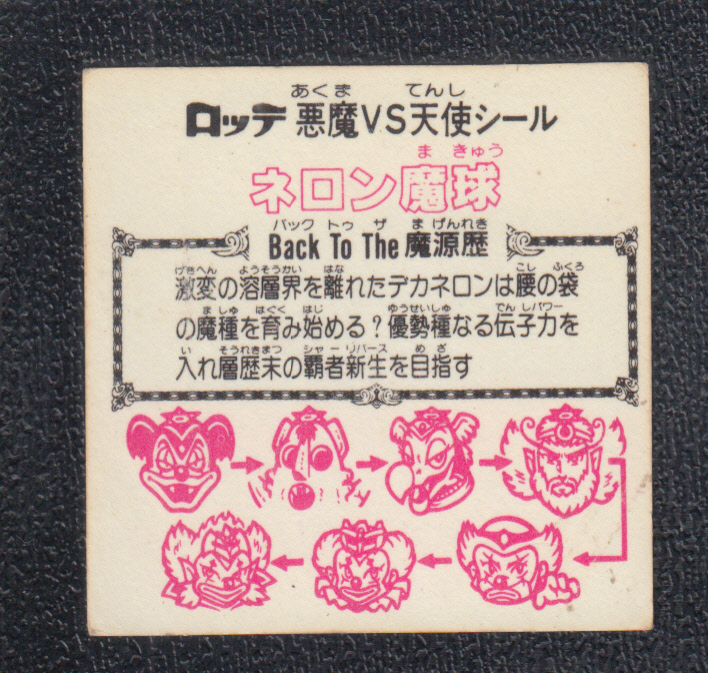 あくま てんし
ロッテ 悪魔VS天使シール
ま きゅう
ネロン魔球
バック トゥ ザ ま げんれき
Back To The 魔源歴
げきへん ようそうかい はな こし ふくろ
激変の溶層界を離れたデカネロンは腰の袋
ま しゅ はぐく はじ ゆうせいしゅ でんしパワー
の魔種を育み始める?優勢種なる伝子力を
い そうれきまつ シャーリバース め ざ
入れ層歴末の覇者新生を目指す